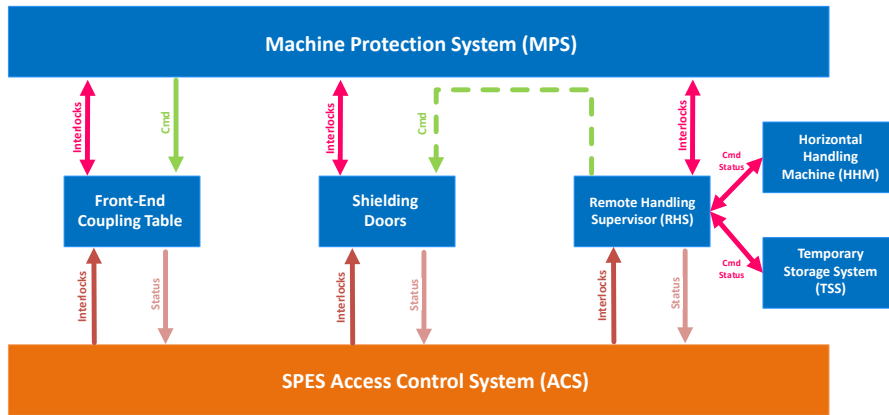 Machine Protection System (MPS)
Interlocks
Cmd
Interlocks
Cmd
Interlocks
Cmd
Status
Horizontal
Handling
Machine (HHM)
Front-End
Coupling Table
Shielding
Doors
Remote Handling
Supervisor (RHS)
Cmd
Status
Temporary
Storage System
(TSS)
Interlocks
Status
Interlocks
Status
Interlocks
Status
SPES Access Control System (ACS)